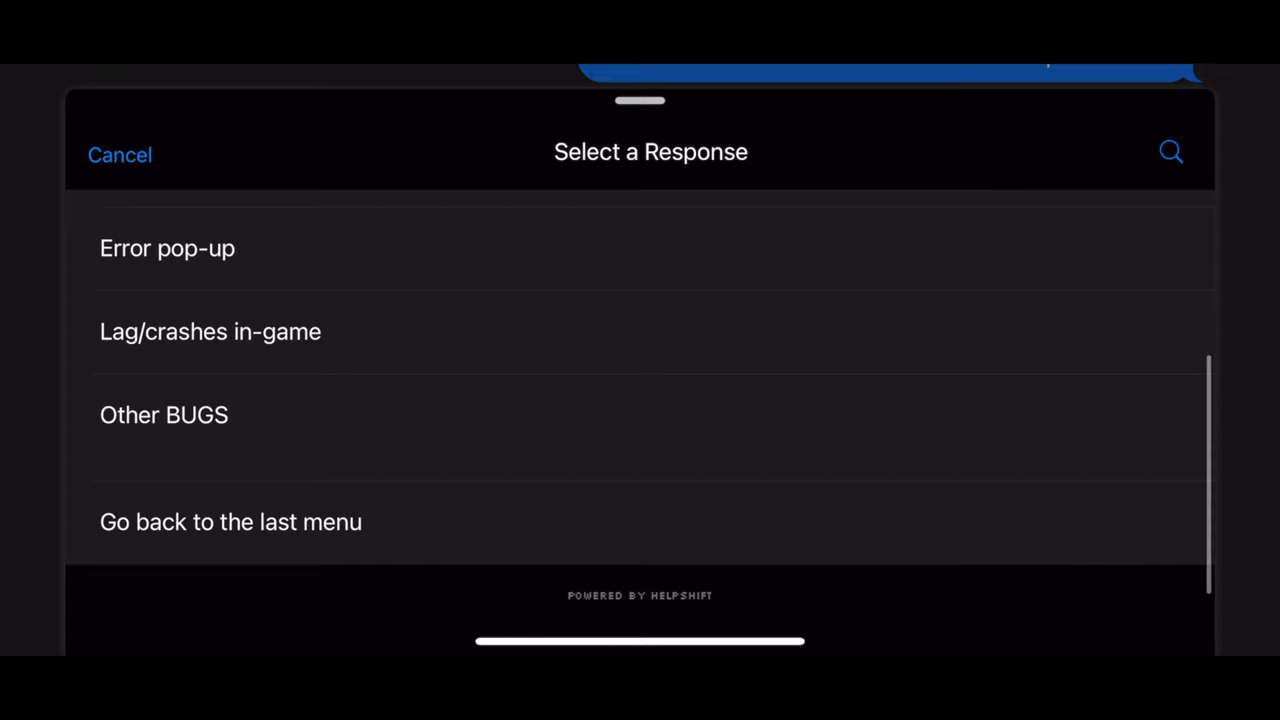 Cancel
Select a Response
Error pop-up
Lag/crashes in-game
Other BUGS
Go back to the last menu
POWERED BY HELPSHIFT